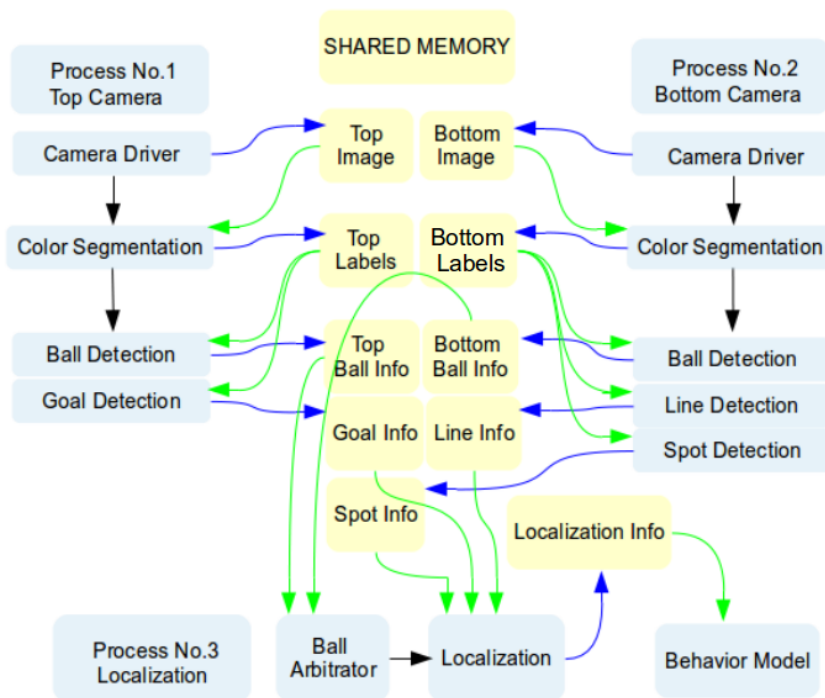 SHARED MEMORY
Process No.1
Top Camera
Process No.2
Bottom Camera
Camera Driver
Top
Image
Bottom
Image
Camera Driver
Color Segmentation
Top
Labels
Bottom
Labels
Color Segmentation
Ball Detection
Top
Ball Info
Bottom
Ball Info
Ball Detection
Goal Detection
Goal Info
Line Info
Line Detection
Spot Detection
Spot Info
Localization Info
Process No.3
Localization
Ball
Arbitrator
Localization
Behavior Model